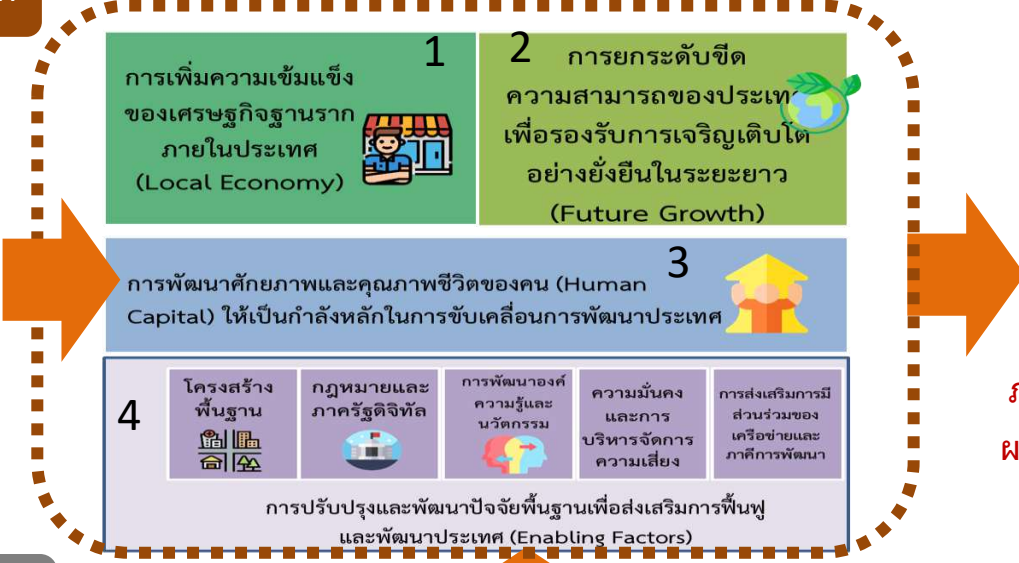 1
การเพิ่มความเข้มแข็ง
ของเศรษฐกิจฐานราก
ภายในประเทศ
(Local Economy)
2
การยกระดับขีด
ความสามารถของประเท
เพื่อรองรับการเจริญเติบโต
อย่างยั่งยืนในระยะยาว
(Future Growth)
3
การพัฒนาศักยภาพและคุณภาพชีวิตของคน (Human
Capital) ให้เป็นกำลังหลักในการขับเคลื่อนการพัฒนาประเทศ
4
โครงสร้าง
พื้นฐาน
กฎหมายและ
ภาครัฐดิจิทัล
การพัฒนาองค์
ความรู้และ
นวัตกรรม
ความมั่นคง
และการ
บริหารจัดการ
ความเสี่ยง
การส่งเสริมการมี
ส่วนร่วมของ
เครือข่ายและ
ภาคีการพัฒนา
การปรับปรุงและพัฒนาปัจจัยพื้นฐานเพื่อส่งเสริมการฟื้นฟู
และพัฒนาประเทศ (Enabling Factors)